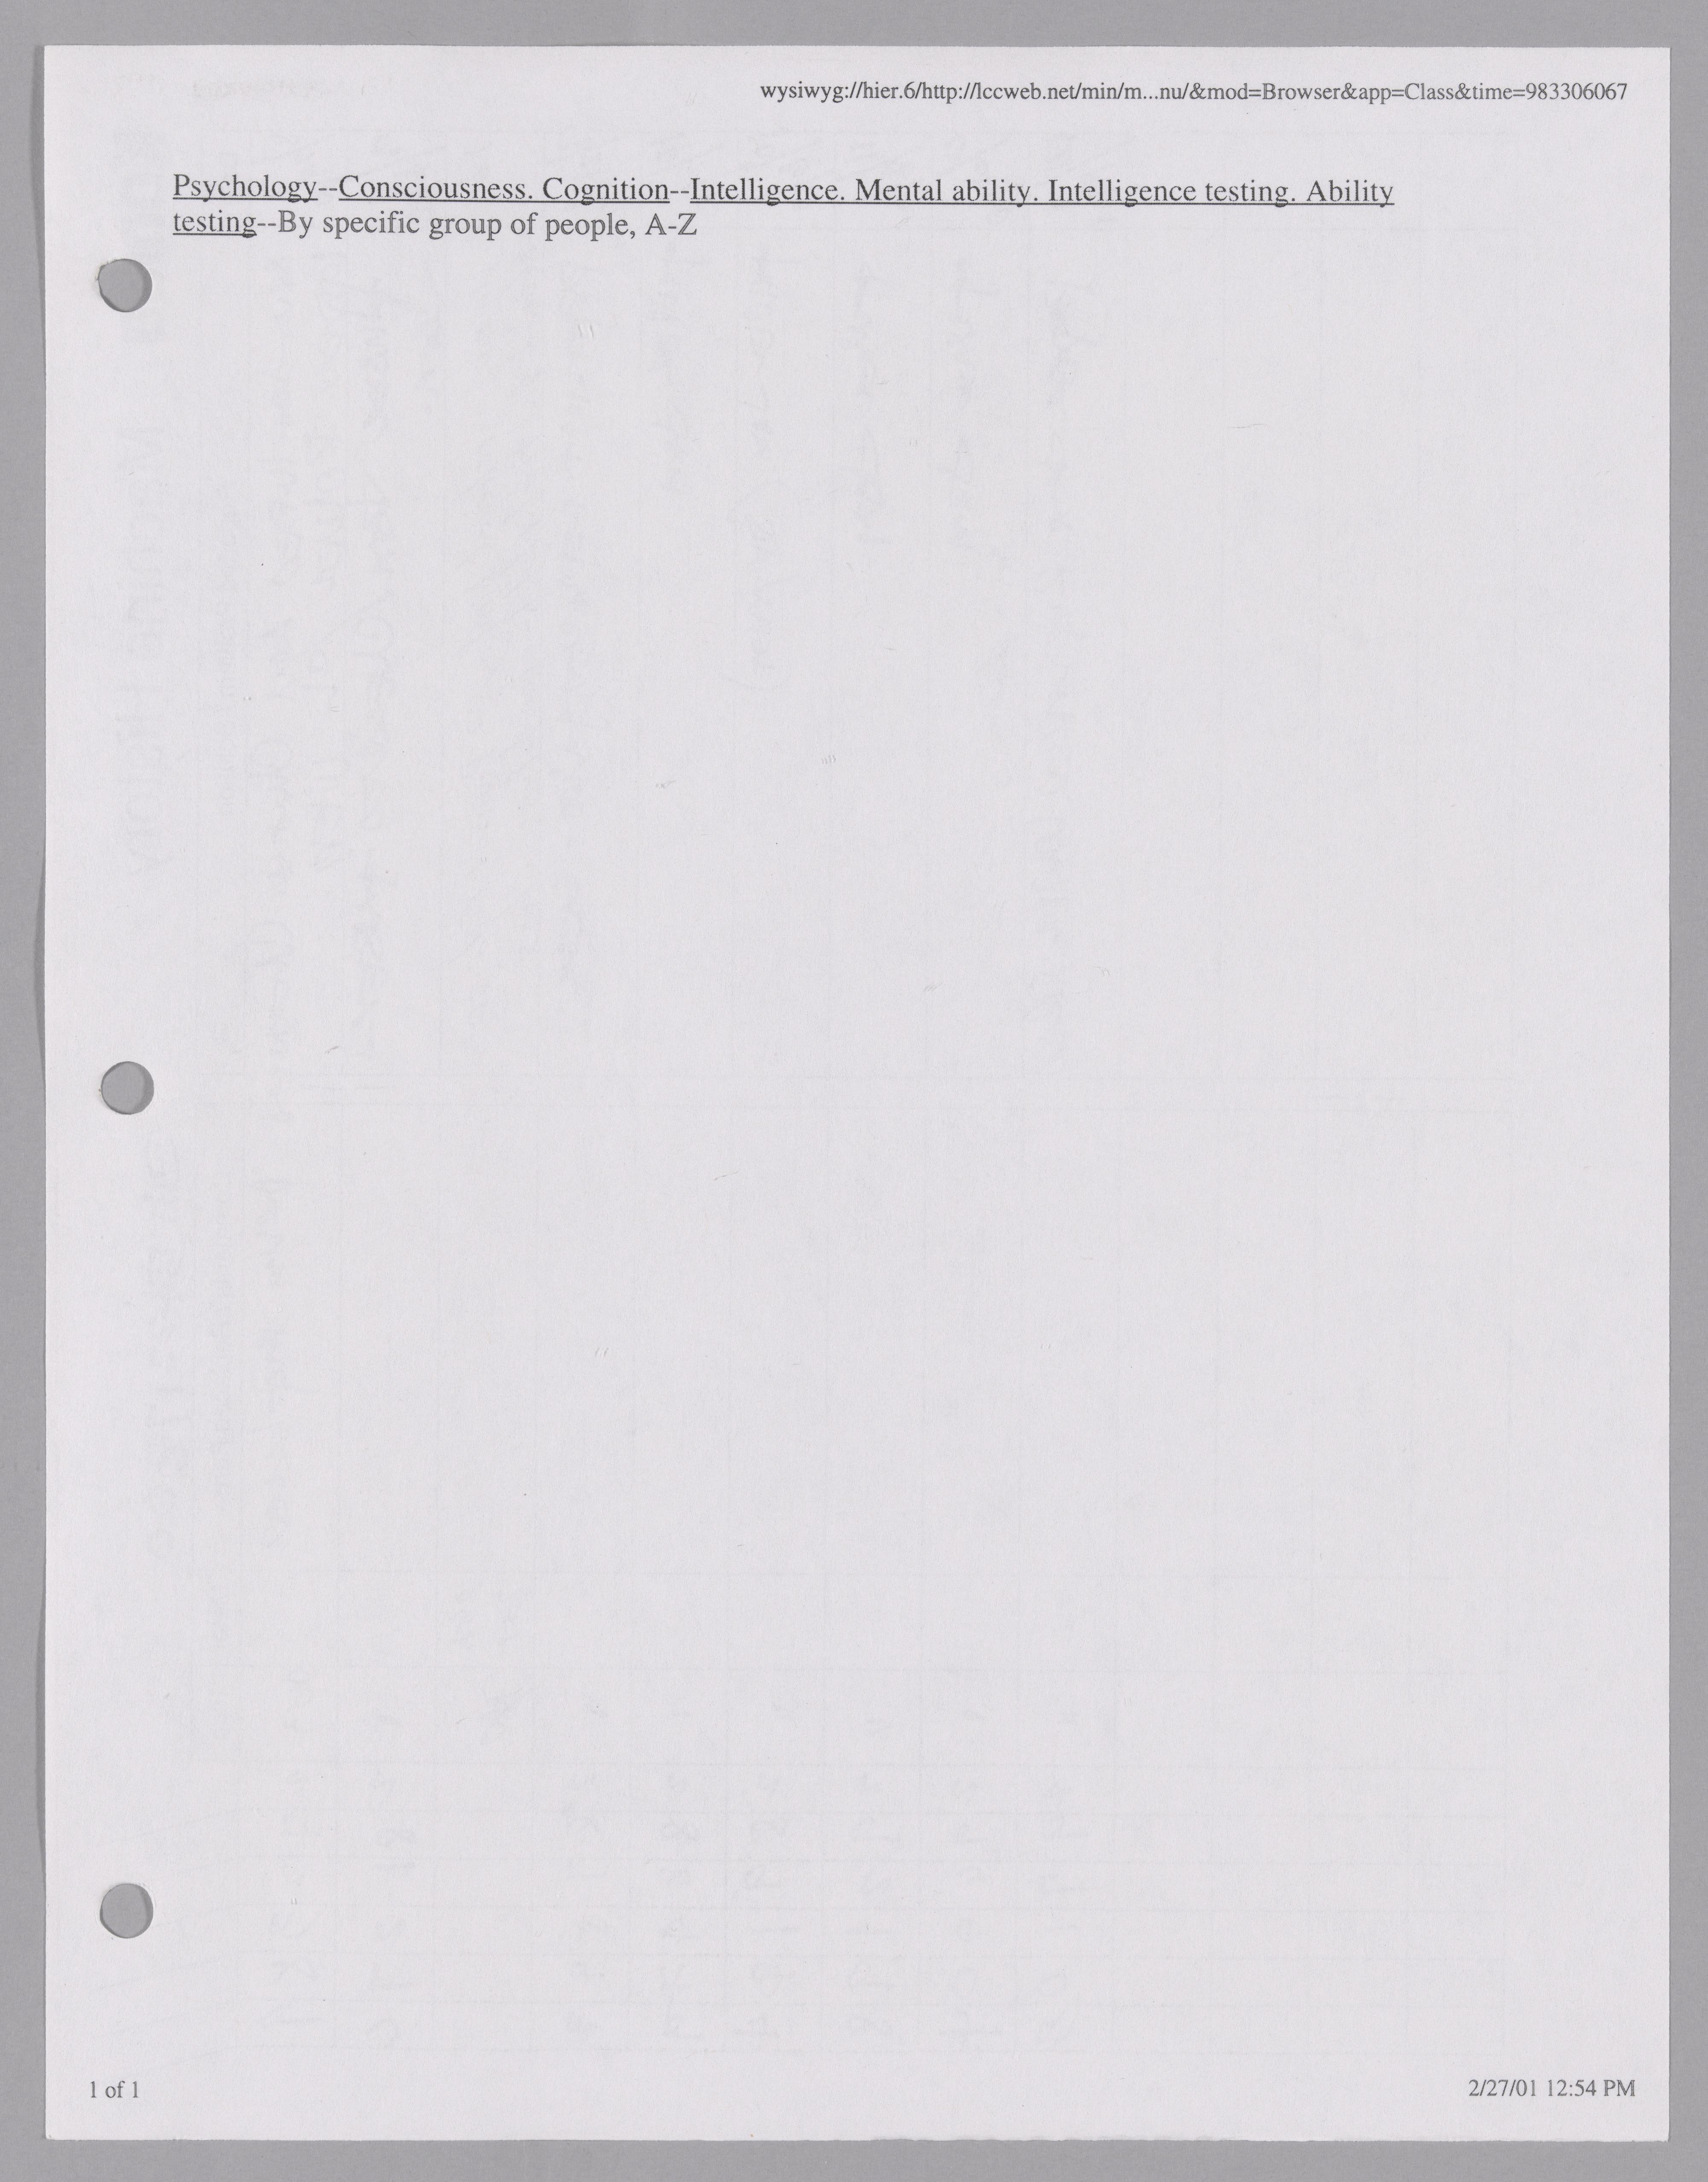 wysiwyg://hier.6/http://lccweb.net/min/m...nu/&mod=Browser&app=Class&time=983306067
Psychology--Consciousness. Cognition--Intelligence. Mental ability. Intelligence testing. Ability
testing--By specific group of people, A-Z
1 of 1
2/27/01 12:54 PM